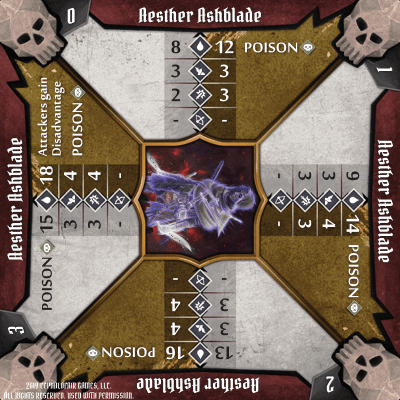 0
Aesther Ashblade
8 12 POISON
3 3
2 3
- -
1
Aesther Ashblade
9 14 POISON
3 3
3 4
- -
2
Aesther Ashblade
13 16 POISON
3 4
3 4
- -
3
Aesther Ashblade
POISON 15 18 Attackers gain
Disadvantage
POISON
3 4
3 4
- -
2019 CEPHALOFAIR GAMES, LLC.
ALL RIGHTS RESERVED. USED WITH PERMISSION.